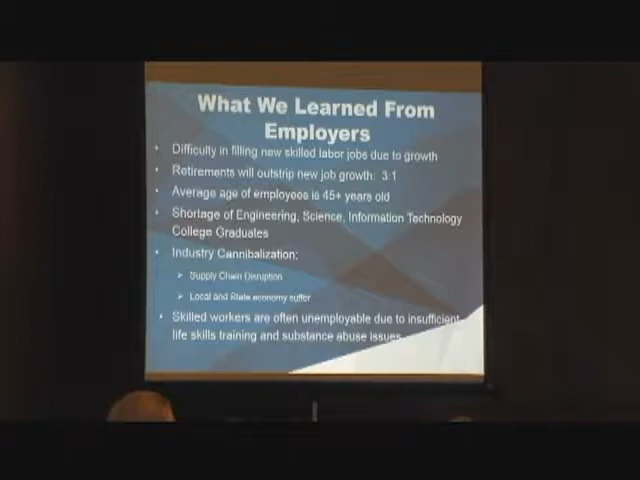 What We Learned From
Employers
• Difficulty in filling new skilled labor jobs due to growth
• Retirements will outstrip new job growth: 3:1
• Average age of employees is 45+ years old
• Shortage of Engineering, Science, Information Technology
College Graduates
• Industry Cannibalization:
➢ Supply Chain Disruption
➢ Local and State economy suffer
• Skilled workers are often unemployable due to insufficient
life skills training and substance abuse issues